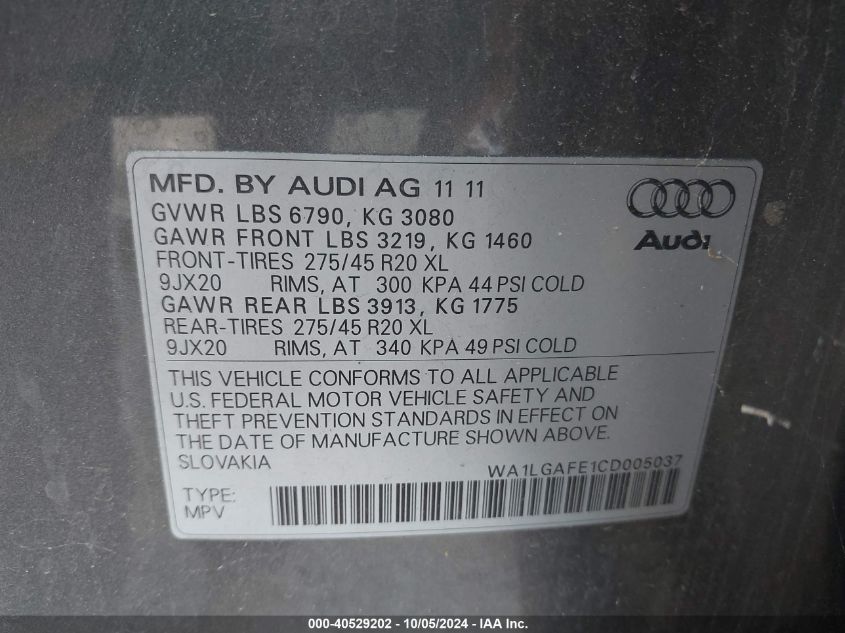 MFD. BY AUDI AG 11 11
GVWR LBS 6790, KG 3080
GAWR FRONT LBS 3219, KG 1460
FRONT-TIRES 275/45 R20 XL
9JX20 RIMS, AT 300 KPA 44 PSI COLD
GAWR REAR LBS 3913, KG 1775
REAR-TIRES 275/45 R20 XL
9JX20 RIMS, AT 340 KPA 49 PSI COLD
Audi
THIS VEHICLE CONFORMS TO ALL APPLICABLE
U.S. FEDERAL MOTOR VEHICLE SAFETY AND
THEFT PREVENTION STANDARDS IN EFFECT ON
THE DATE OF MANUFACTURE SHOWN ABOVE.
SLOVAKIA WA1LGAFE1CD005037
TYPE:
MPV
000-40529202 - 10/05/2024 - IAA Inc.